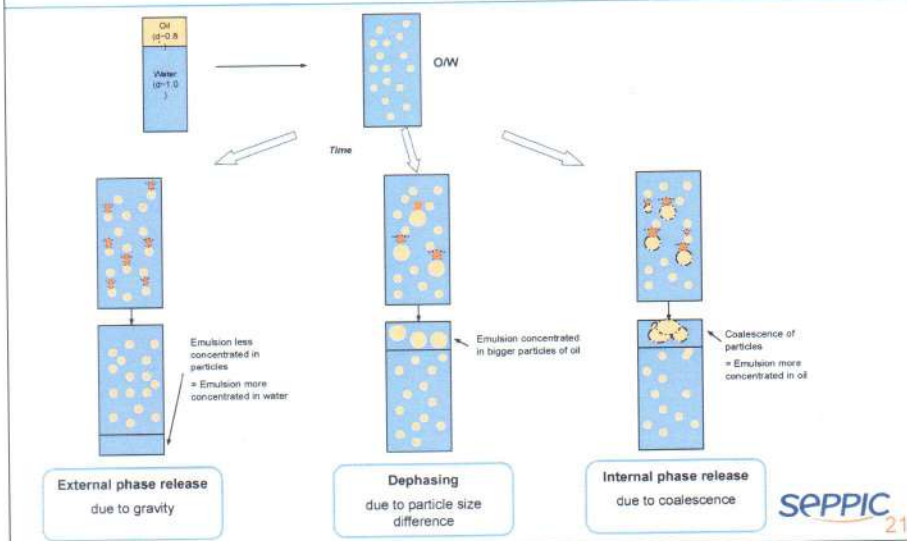 Oil
(d~0.8
)
Water
(d~1.0
)
O/W
Time
Emulsion less
concentrated in
particles
= Emulsion more
concentrated in water
Emulsion concentrated
in bigger particles of oil
Coalescence of
particles
= Emulsion more
concentrated in oil
External phase release
due to gravity
Dephasing
due to particle size
difference
Internal phase release
due to coalescence
SEPPIC
21